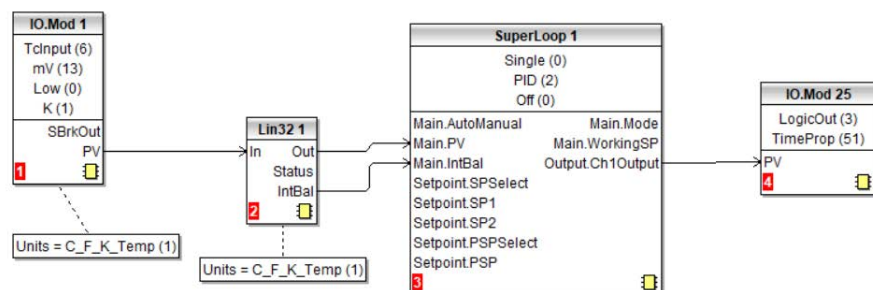 IO.Mod 1
TcInput (6)
mV (13)
Low (0)
K (1)
SBrkOut
PV
1
Units = C_F_K_Temp (1)
Lin32 1
In Out
Status
IntBal
2
Units = C_F_K_Temp (1)
SuperLoop 1
Single (0)
PID (2)
Off (0)
Main.AutoManual Main.Mode
Main.PV Main.WorkingSP
Main.IntBal Output.Ch1Output
Setpoint.SPSelect
Setpoint.SP1
Setpoint.SP2
Setpoint.PSPSelect
Setpoint.PSP
3
IO.Mod 25
LogicOut (3)
TimeProp (51)
PV
4